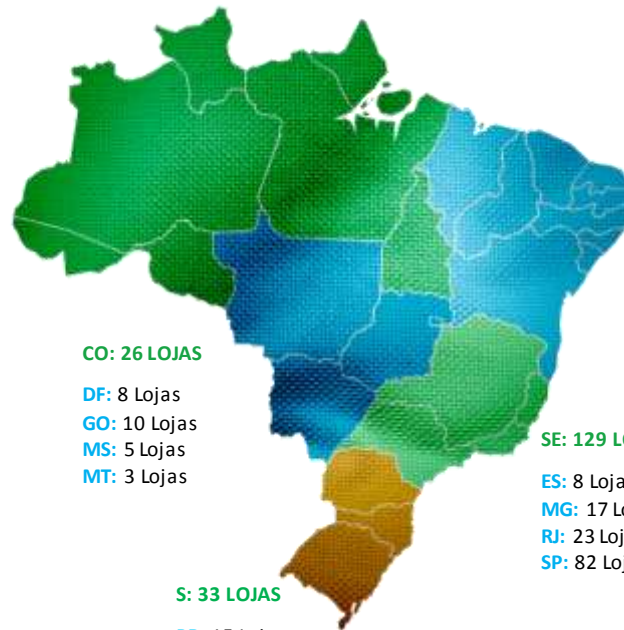 CO: 26 LOJAS
DF: 8 Lojas
GO: 10 Lojas
MS: 5 Lojas
MT: 3 Lojas
SE: 129
ES: 8
MG: 17
RJ: 23
SP: 82
S: 33 LOJAS